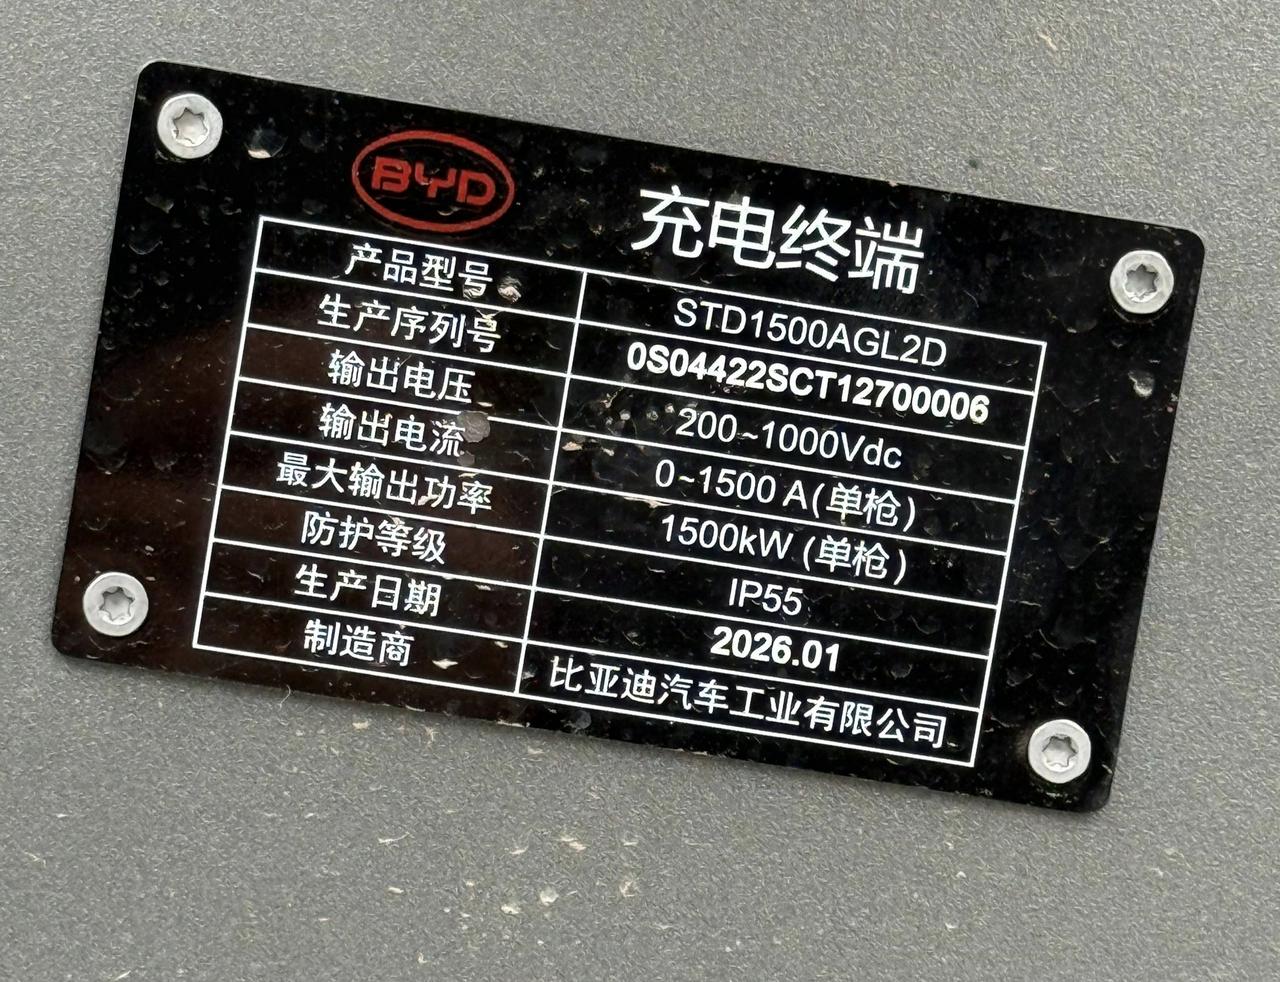 BYD
充电终端
产品型号 STD1500AGL2D
生产序列号 0S04422SCT12700006
输出电压 200~1000Vdc
输出电流 0~1500 A(单枪)
最大输出功率 1500kW (单枪)
防护等级 IP55
生产日期 2026.01
制造商 比亚迪汽车工业有限公司